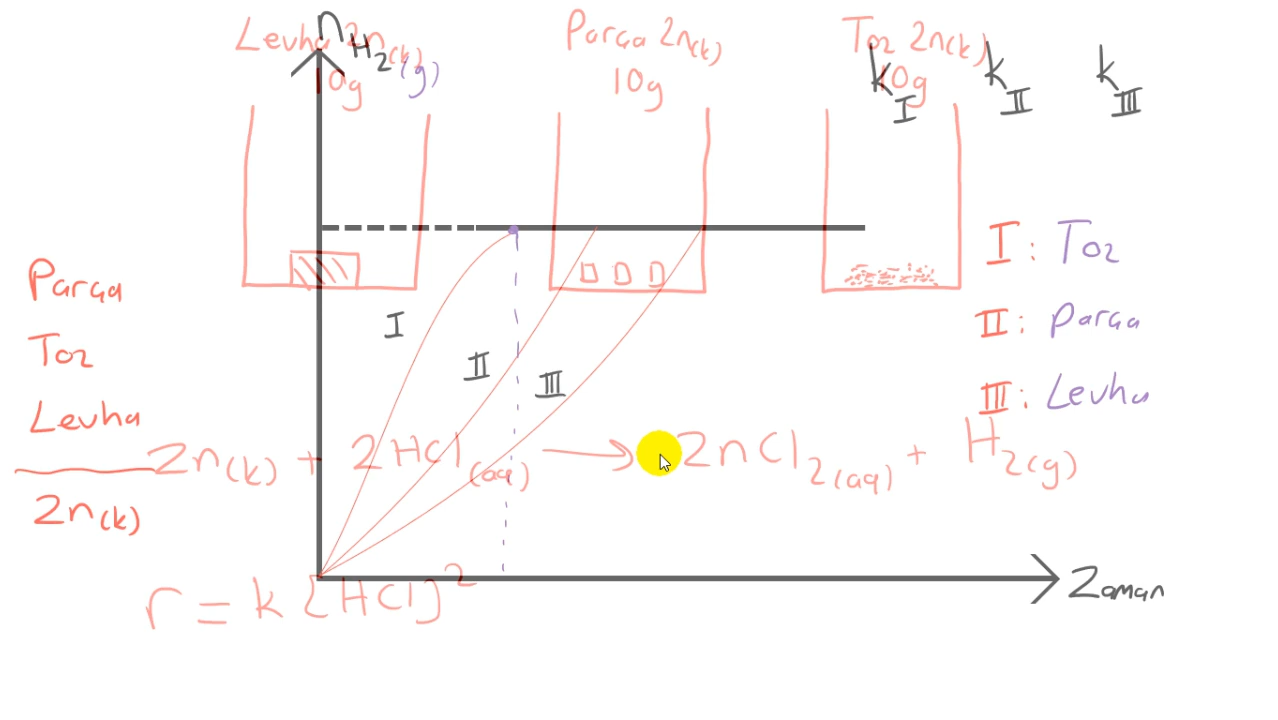 Levha Zn(k)
10g
Parça Zn(k)
10g
Toz Zn(k)
10g
nH2(g)
kI
kII
kIII
I: Toz
II: Parça
III: Levha
Parça
Toz
Levha
Zn(k)
I
II
III
Zn(k) + 2HCl(aq) → ZnCl2(aq) + H2(g)
r = k [HCl]^2
Zaman